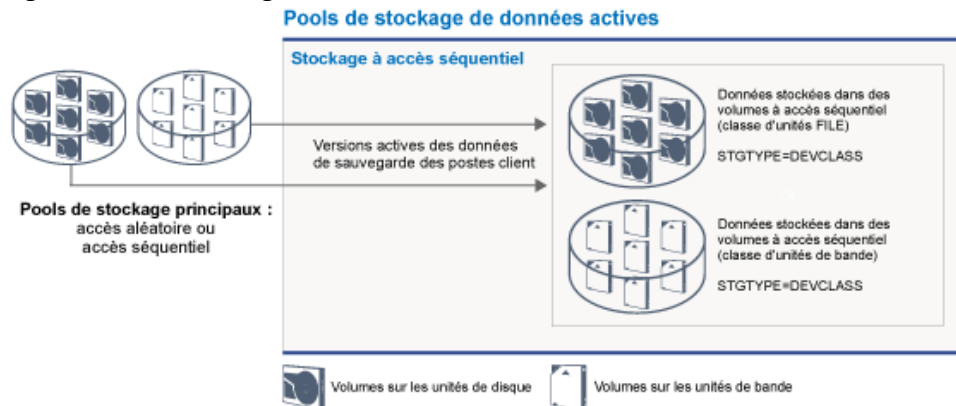 Pools de stockage de données actives
Stockage à accès séquentiel
Données stockées dans des
volumes à accès séquentiel
(classe d'unités FILE)
STGTYPE=DEVCLASS
Versions actives des données
de sauvegarde des postes client
Pools de stockage principaux :
accès aléatoire ou
accès séquentiel
Données stockées dans des
volumes à accès séquentiel
(classe d'unités de bande)
STGTYPE=DEVCLASS
Volumes sur les unités de disque
Volumes sur les unités de bande